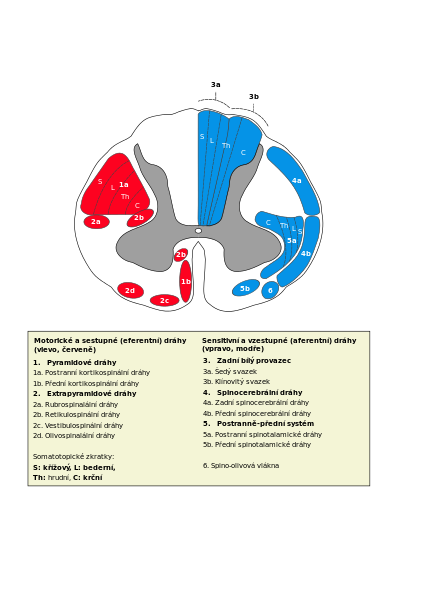 3a
3b
S
L
Th
C
S
L
1a
Th
C
4a
2a
2b
C
Th
L
S
5a
4b
2b
1b
2d
2c
5b
6
Motorické a sestupné (eferentní) dráhy
(vlevo, červeně)
1. Pyramidové dráhy
1a. Postranní kortikospinální dráhy
1b. Přední kortikospinální dráhy
2. Extrapyramidové dráhy
2a. Rubrospinalální dráhy
2b. Retikulospinální dráhy
2c. Vestibulospinální dráhy
2d. Olivospinalální dráhy
Somatotopické zkratky:
S: křížový, L: bederní,
Th: hrudní, C: krční
Sensitivní a vzestupné (aferentní) dráhy
(vpravo, modře)
3. Zadní bílý provazec
3a. Šedý svazek
3b. Klínovitý svazek
4. Spinocerebrální dráhy
4a. Zadní spinocerebrální dráhy
4b. Přední spinocerebrální dráhy
5. Postranně-přední systém
5a. Postranní spinotalamické dráhy
5b. Přední spinotalamické dráhy
6. Spino-olivová vlákna